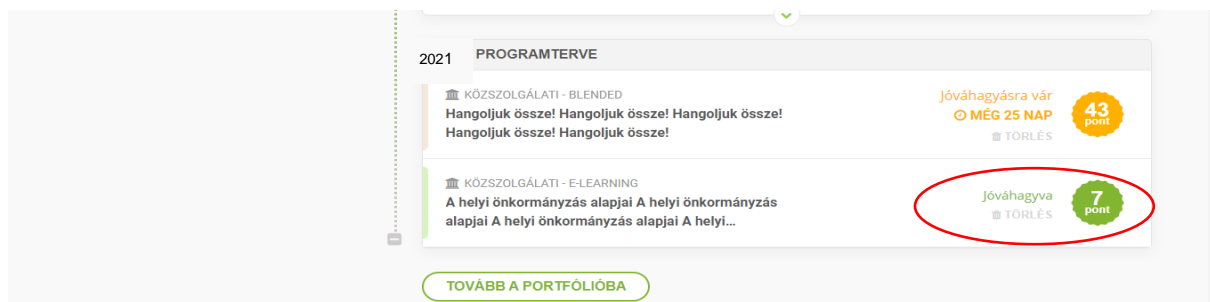 2021 PROGRAMTERVE
KÖZSZOLGÁLATI - BLENDED
Hangoljuk össze! Hangoljuk össze! Hangoljuk össze!
Hangoljuk össze! Hangoljuk össze!
Jóváhagyásra vár
MÉG 25 NAP
TÖRLÉS
43
pont
KÖZSZOLGÁLATI - E-LEARNING
A helyi önkormányzás alapjai A helyi önkormányzás
alapjai A helyi önkormányzás alapjai A helyi...
Jóváhagyva
TÖRLÉS
7
pont
TOVÁBB A PORTFÓLIÓBA